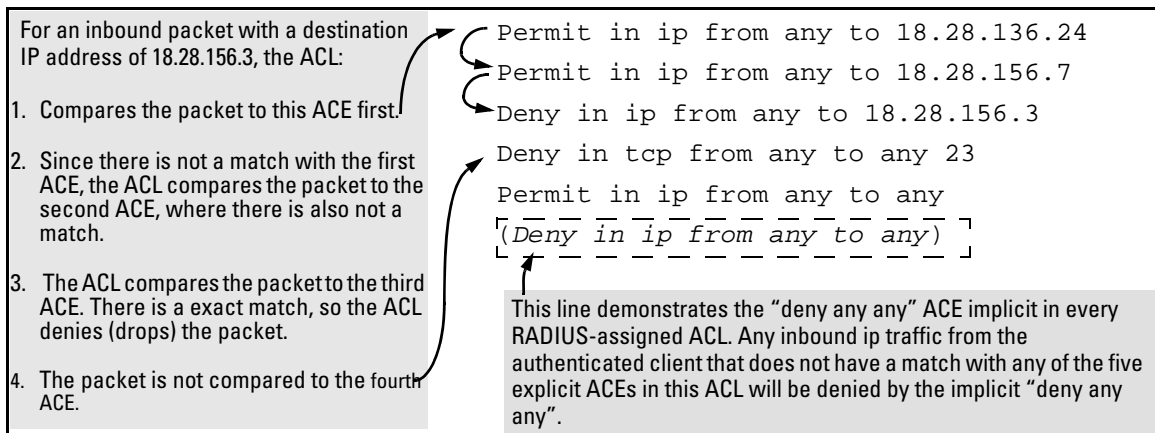 For an inbound packet with a destination
IP address of 18.28.156.3, the ACL:
1. Compares the packet to this ACE first.
2. Since there is not a match with the first
ACE, the ACL compares the packet to the
second ACE, where there is also not a
match.
3. The ACL compares the packet to the third
ACE. There is a exact match, so the ACL
denies (drops) the packet.
4. The packet is not compared to the fourth
ACE.
Permit in ip from any to 18.28.136.24
Permit in ip from any to 18.28.156.7
Deny in ip from any to 18.28.156.3
Deny in tcp from any to any 23
Permit in ip from any to any
(Deny in ip from any to any)
This line demonstrates the “deny any any” ACE implicit in every
RADIUS-assigned ACL. Any inbound ip traffic from the
authenticated client that does not have a match with any of the five
explicit ACEs in this ACL will be denied by the implicit “deny any
any”.